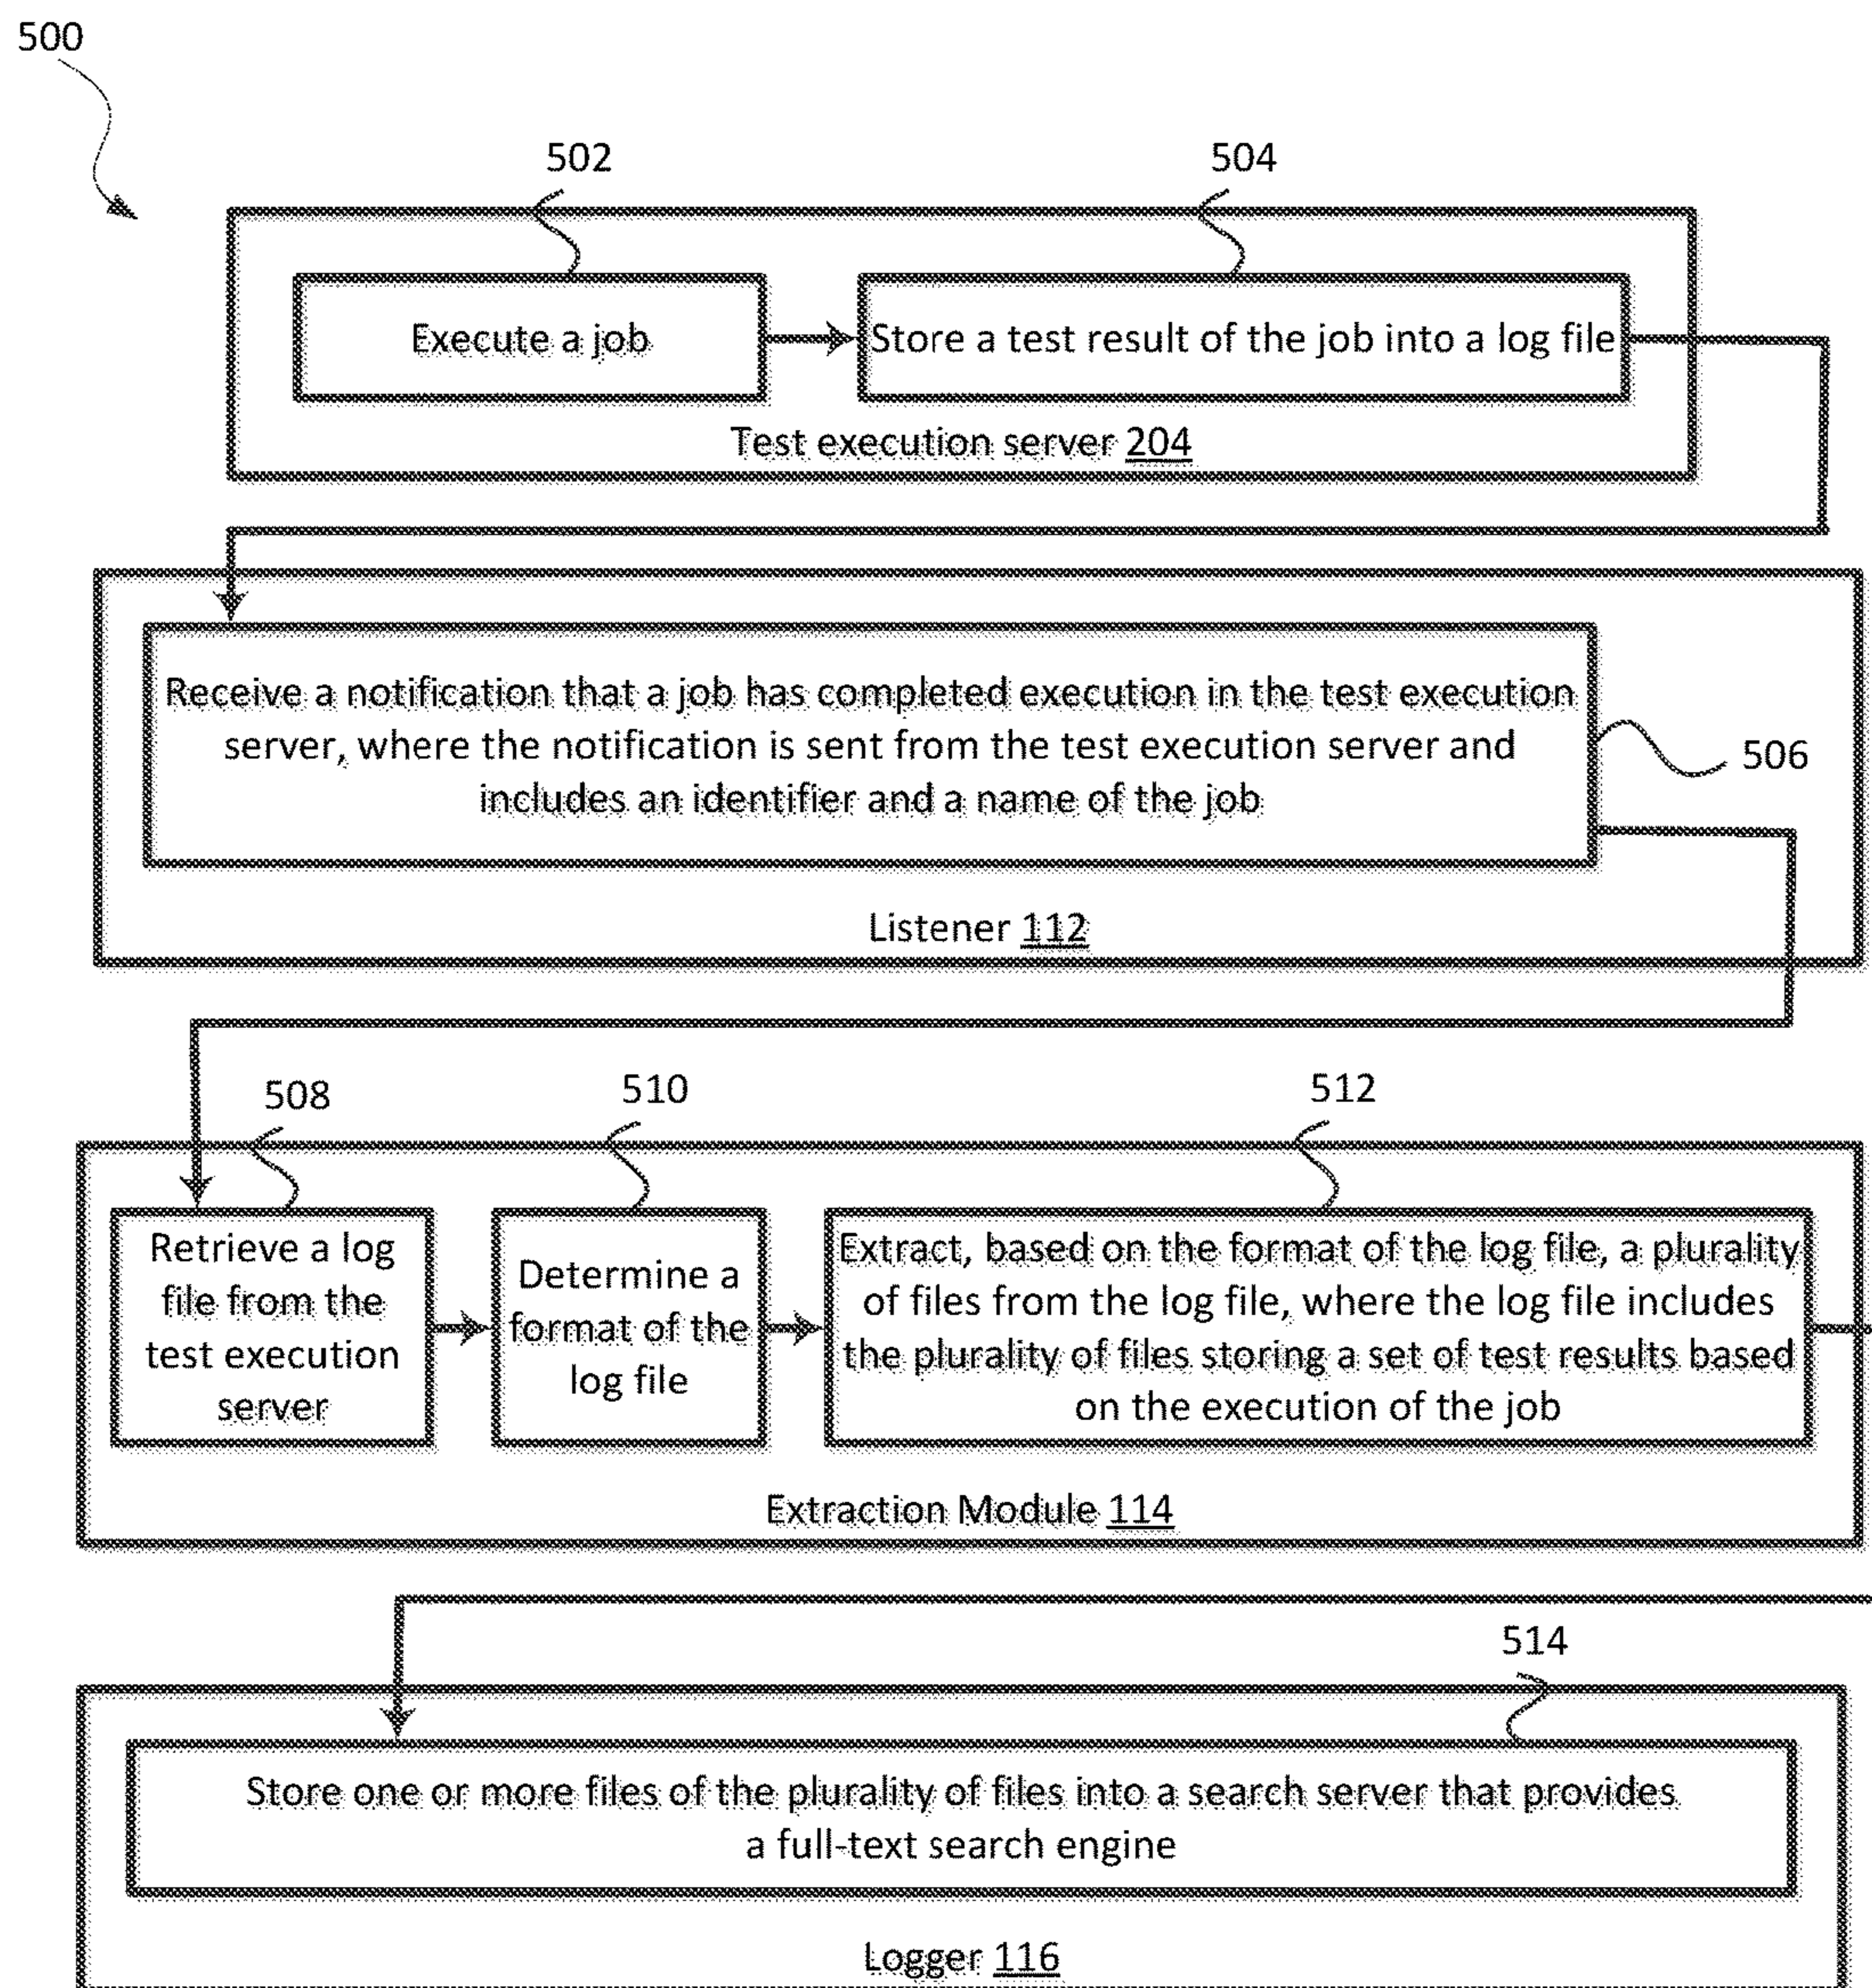 500
502
504
Execute a job
Store a test result of the job into a log file
Test execution server 204
Receive a notification that a job has completed execution in the test execution
server, where the notification is sent from the test execution server and
includes an identifier and a name of the job
506
Listener 112
508
510
512
Retrieve a log
file from the
test execution
server
Determine a
format of the
log file
Extract, based on the format of the log file, a plurality
of files from the log file, where the log file includes
the plurality of files storing a set of test results based
on the execution of the job
Extraction Module 114
514
Store one or more files of the plurality of files into a search server that provides
a full-text search engine
Logger 116